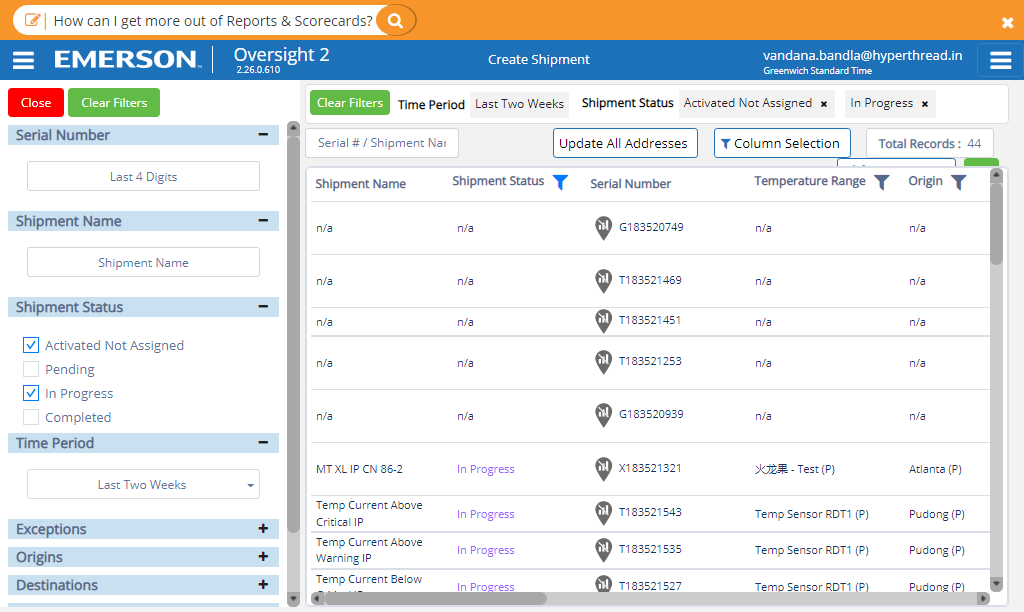 How can I get more out of Reports & Scorecards?
EMERSON Oversight 2
2.26.0.610
Create Shipment
vandana.bandla@hyperthread.in
Greenwich Standard Time
Close
Clear Filters
Serial Number
Last 4 Digits
Shipment Name
Shipment Name
Shipment Status
Activated Not Assigned
Pending
In Progress
Completed
Time Period
Last Two Weeks
Exceptions
Origins
Destinations
Clear Filters Time Period Last Two Weeks Shipment Status Activated Not Assigned × In Progress ×
Serial # / Shipment Nar Update All Addresses Column Selection Total Records : 44
Shipment Name Shipment Status Serial Number Temperature Range Origin
n/a n/a G183520749 n/a n/a
n/a n/a T183521469 n/a n/a
n/a n/a T183521451 n/a n/a
n/a n/a T183521253 n/a n/a
n/a n/a G183520939 n/a n/a
MT XL IP CN 86-2 In Progress X183521321 火龙果 - Test (P) Atlanta (P)
Temp Current Above
Critical IP In Progress T183521543 Temp Sensor RDT1 (P) Pudong (P)
Temp Current Above
Warning IP In Progress T183521535 Temp Sensor RDT1 (P) Pudong (P)
Temp Current Below
In Progress T183521527 Temp Sensor RDT1 (P) Pudong (P)